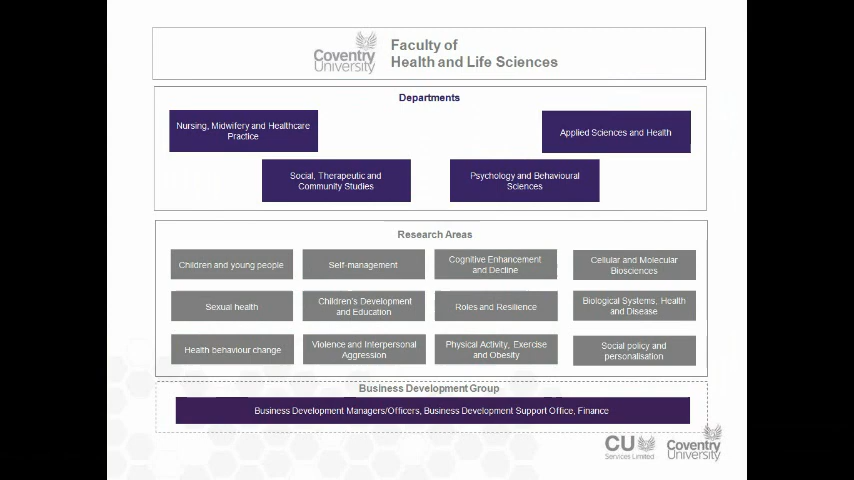 Coventry
University
Faculty of
Health and Life Sciences
Departments
Nursing, Midwifery and Healthcare
Practice
Applied Sciences and Health
Social, Therapeutic and
Community Studies
Psychology and Behavioural
Sciences
Research Areas
Children and young people
Self-management
Cognitive Enhancement
and Decline
Cellular and Molecular
Biosciences
Sexual health
Children's Development
and Education
Roles and Resilience
Biological Systems, Health
and Disease
Health behaviour change
Violence and Interpersonal
Aggression
Physical Activity, Exercise
and Obesity
Social policy and
personalisation
Business Development Group
Business Development Managers/Officers, Business Development Support Office, Finance
CU
Services Limited
Coventry
University